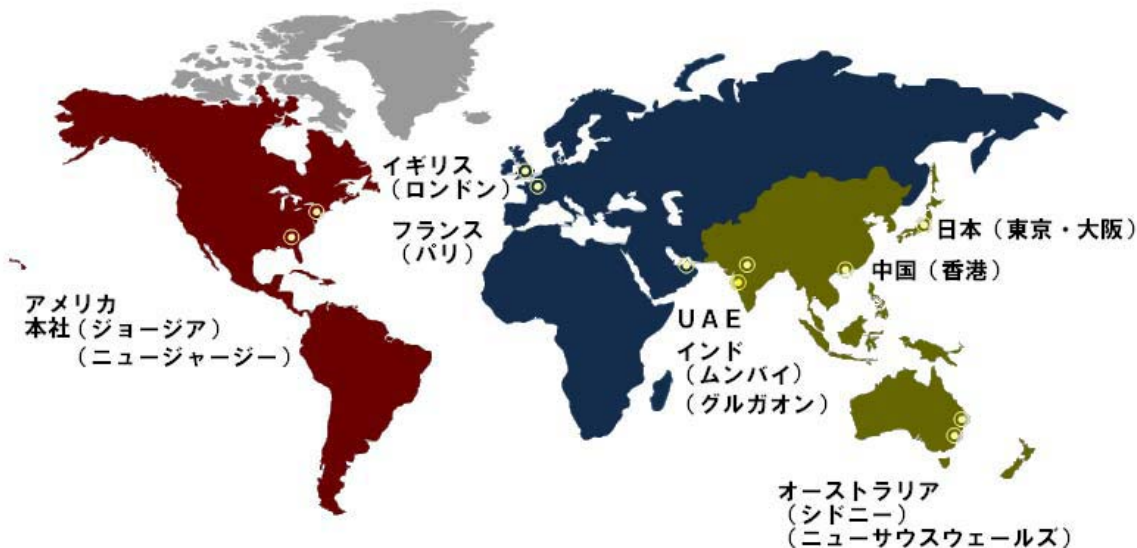 イギリス
（ロンドン）
フランス
（パリ）
日本（東京・大阪）
中国（香港）
アメリカ
本社（ジョージア）
（ニュージャージー）
ＵＡＥ
インド
（ムンバイ）
（グルガオン）
オーストラリア
（シドニー）
（ニューサウスウェールズ）